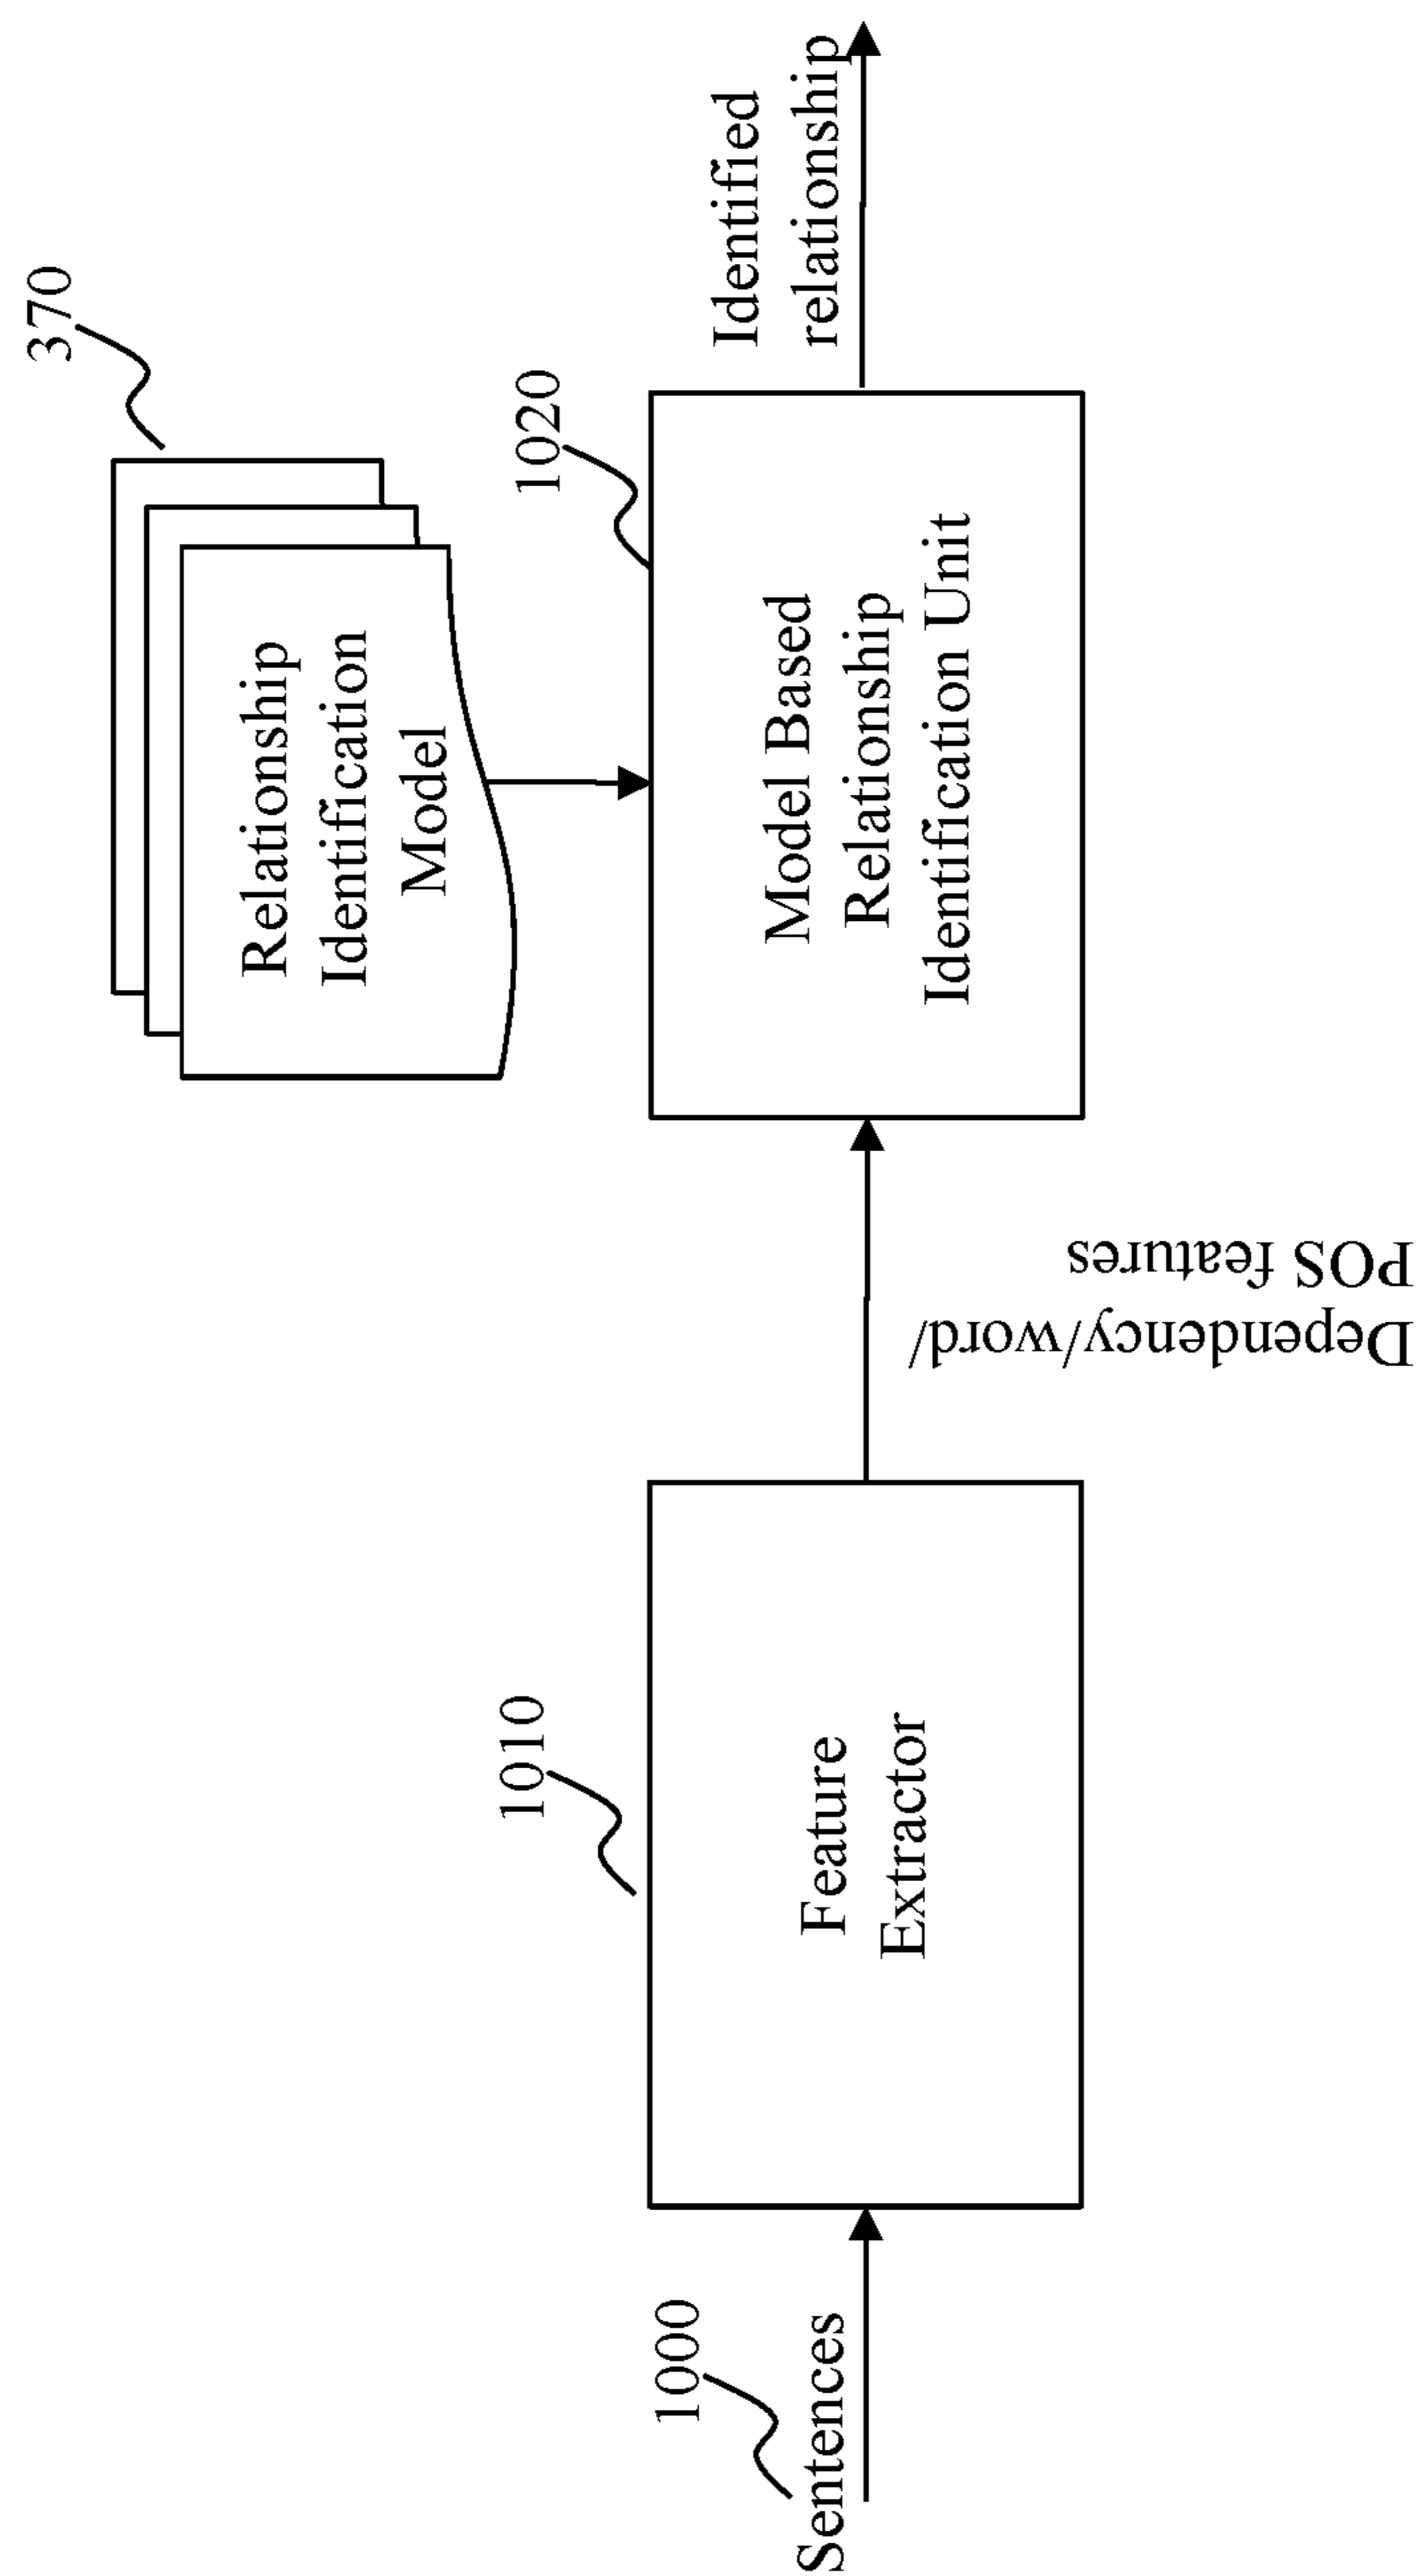 370
Relationship
Identification
Model
1020
Model Based
Relationship
Identification Unit
Identified
relationship
Dependency/word/
POS features
1010
Feature
Extractor
1000
Sentences